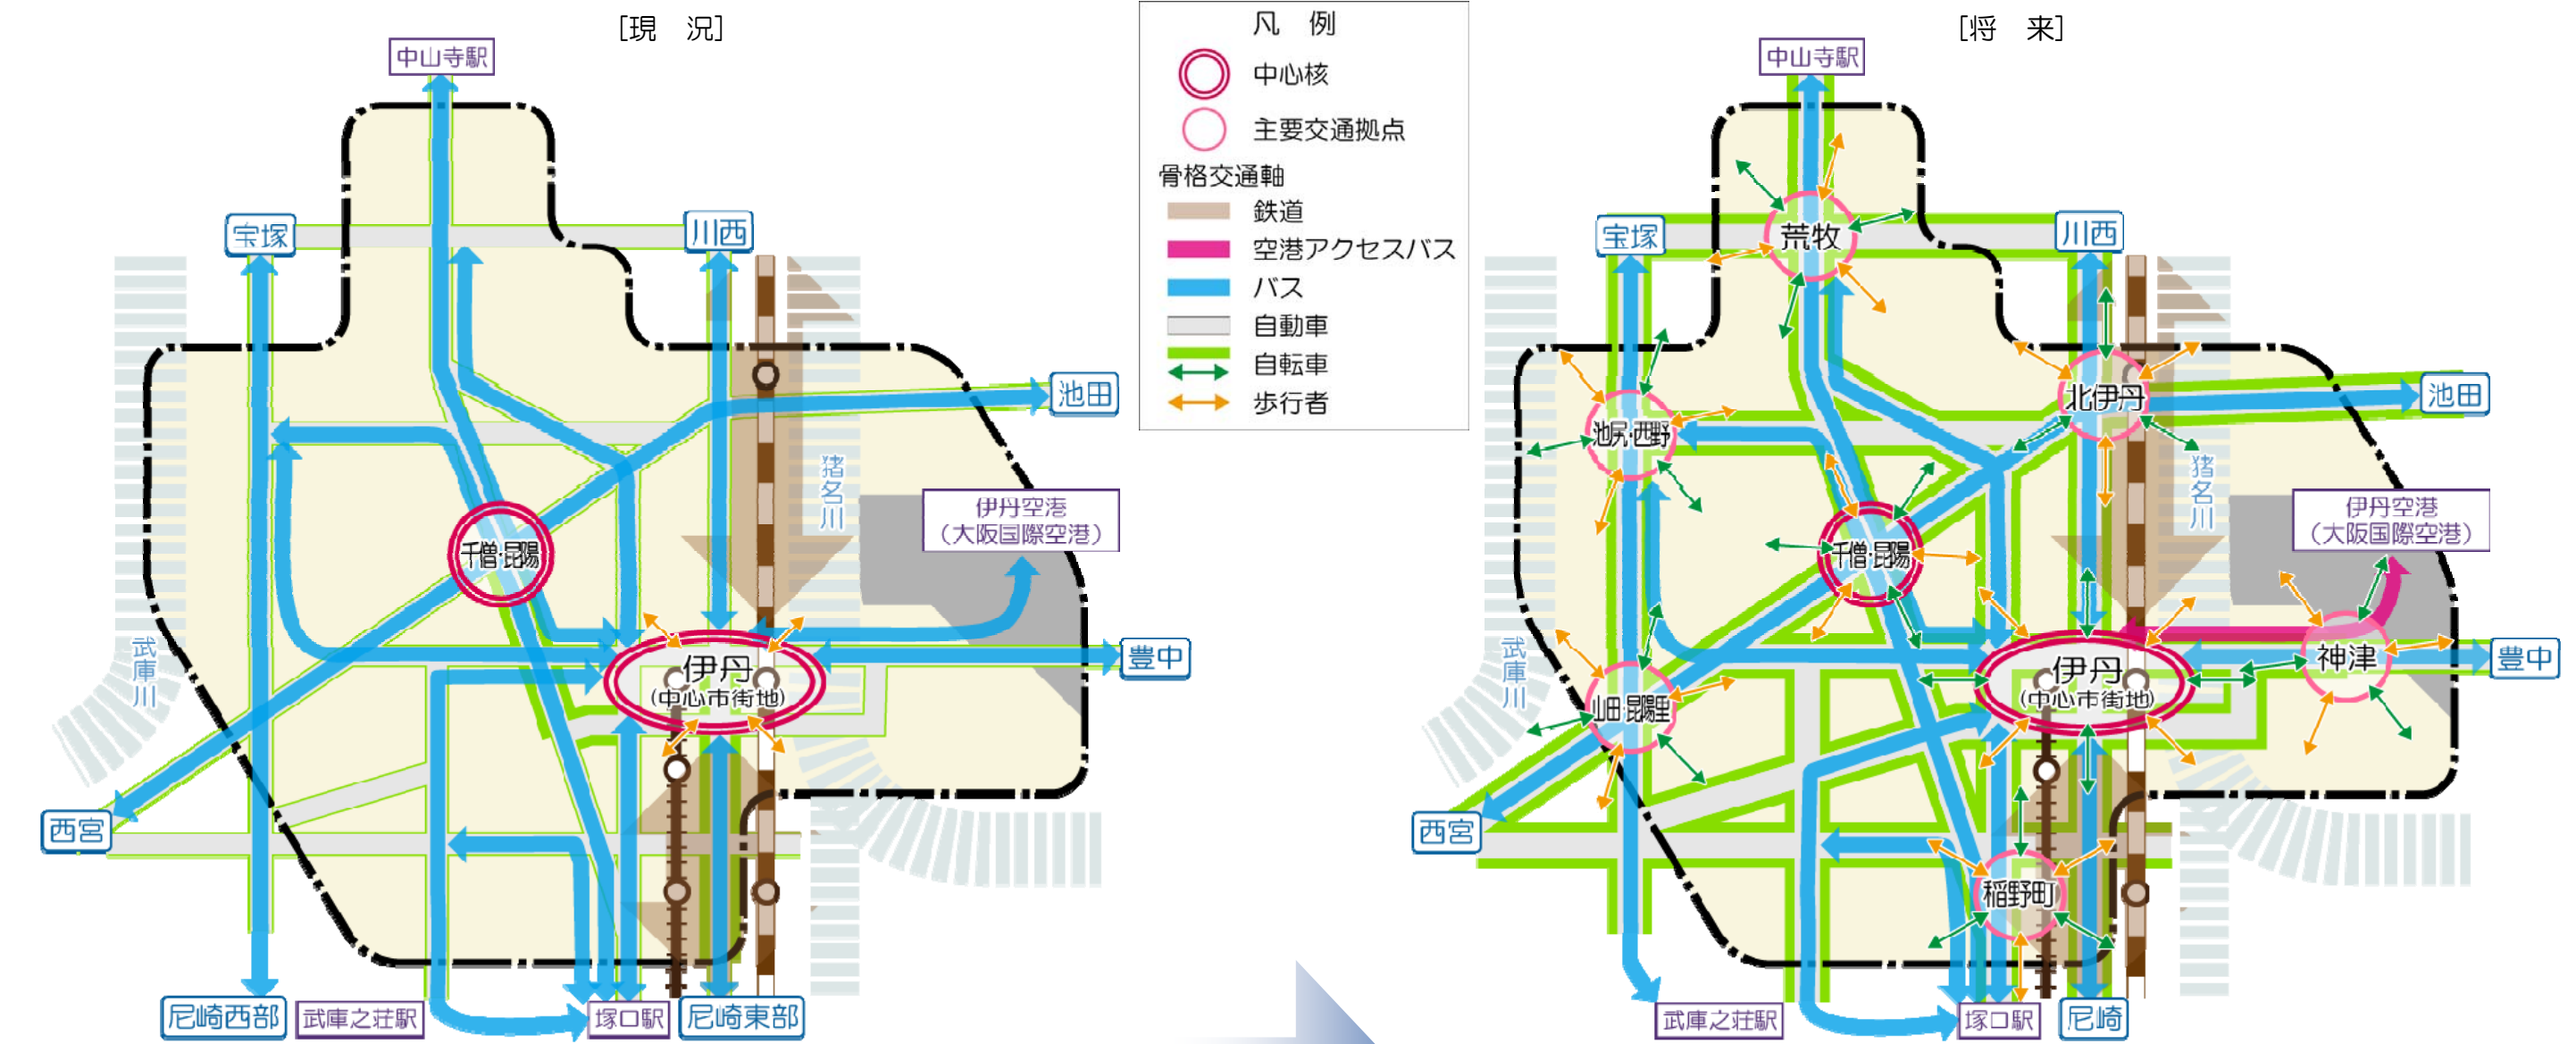 [現　況]
中山寺駅
宝塚
川西
池田
猪名川
伊丹空港
（大阪国際空港）
千僧・昆陽
武庫川
伊丹
（中心市街地）
豊中
西宮
尼崎西部
武庫之荘駅
塚口駅
尼崎東部
凡　例
中心核
主要交通拠点
骨格交通軸
鉄道
空港アクセスバス
バス
自動車
自転車
歩行者
[将　来]
中山寺駅
宝塚
荒牧
川西
北伊丹
池田
池尻・西野
猪名川
伊丹空港
（大阪国際空港）
千僧・昆陽
武庫川
山田・昆陽里
伊丹
（中心市街地）
神津
豊中
西宮
稲野町
武庫之荘駅
塚口駅
尼崎